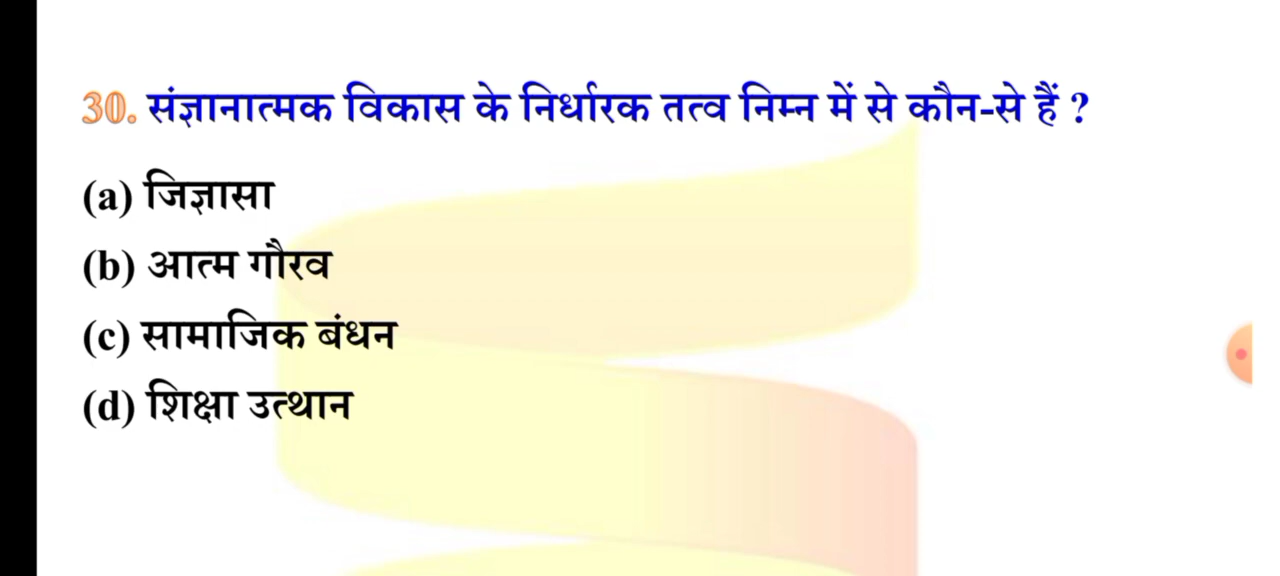 30. संज्ञानात्मक विकास के निर्धारक तत्व निम्न में से कौन-से हैं ?
(a) जिज्ञासा
(b) आत्म गौरव
(c) सामाजिक बंधन
(d) शिक्षा उत्थान